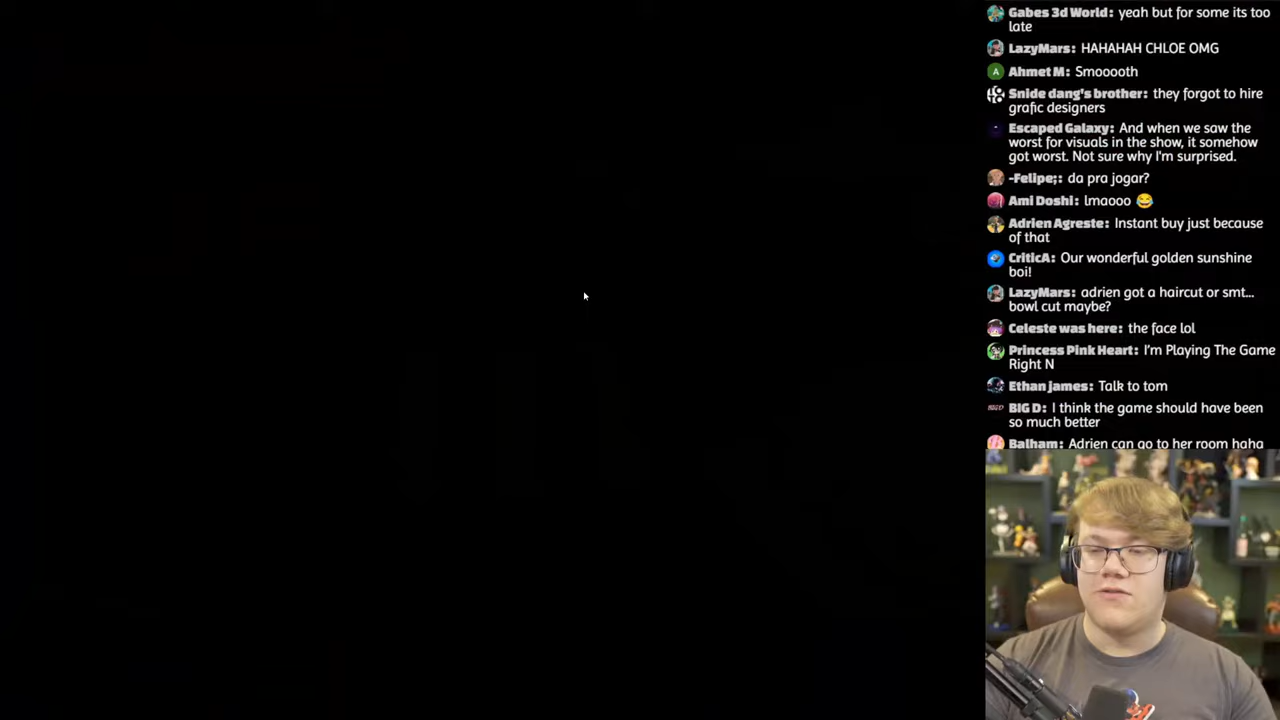 Gabes 3d World: yeah but for some its too
late
LazyMars: HAHAHAH CHLOE OMG
A Ahmet M: Smooooth
Snide dang's brother: they forgot to hire
grafic designers
Escaped Galaxy: And when we saw the
worst for visuals in the show, it somehow
got worst. Not sure why I'm surprised.
-Felipe;: da pra jogar?
Ami Doshi: lmaooo 😂
Adrien Agreste: Instant buy just because
of that
CriticA: Our wonderful golden sunshine
boi!
LazyMars: adrien got a haircut or smt...
bowl cut maybe?
Celeste was here: the face lol
Princess Pink Heart: I'm Playing The Game
Right N
Ethan james: Talk to tom
BIG D: I think the game should have been
so much better
Balham: Adrien can go to her room haha